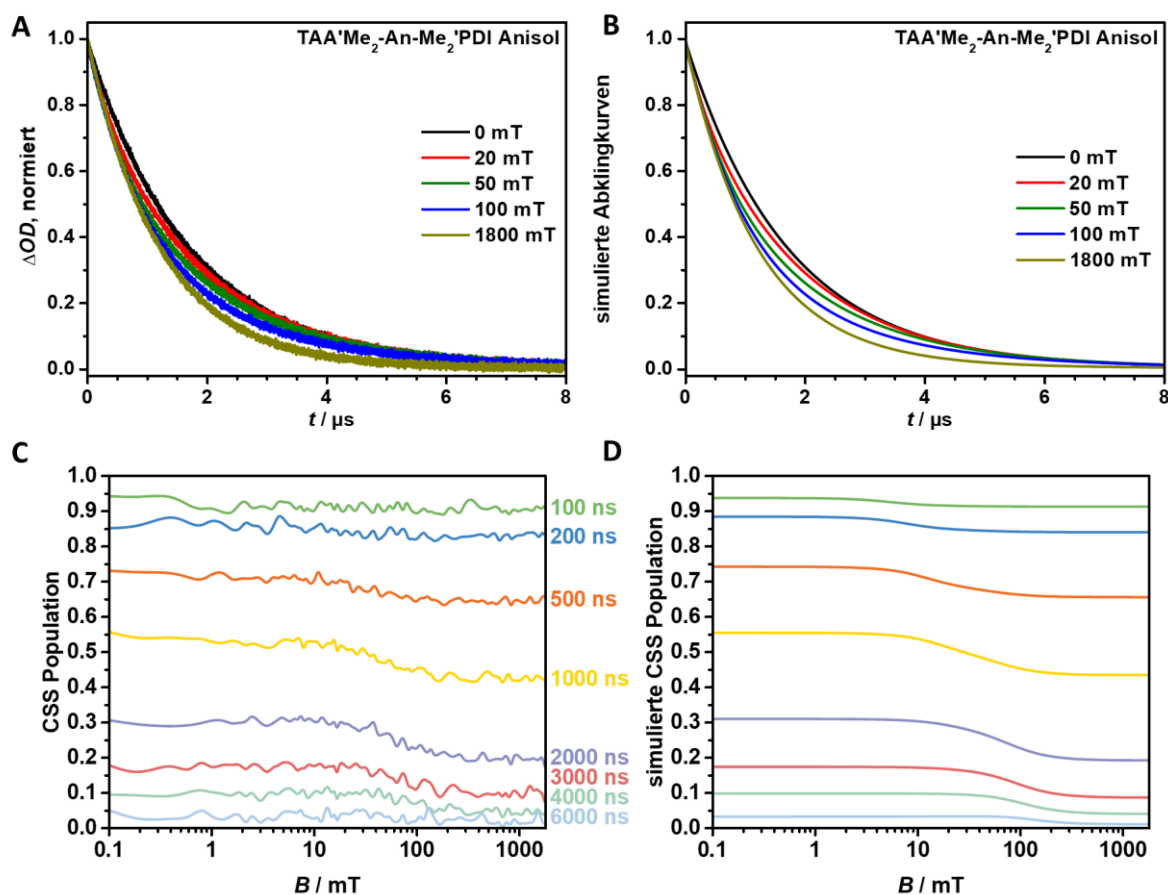 A
TAA'Me₂-An-Me₂'PDI Anisol
1.0
0.8
0.6
0.4
0.2
0.0
ΔOD, normiert
0 mT
20 mT
50 mT
100 mT
1800 mT
0 2 4 6 8
t / µs
B
TAA'Me₂-An-Me₂'PDI Anisol
1.0
0.8
0.6
0.4
0.2
0.0
simulierte Abklingkurven
0 mT
20 mT
50 mT
100 mT
1800 mT
0 2 4 6 8
t / µs
C
1.0
0.9
0.8
0.7
0.6
0.5
0.4
0.3
0.2
0.1
0.0
CSS Population
100 ns
200 ns
500 ns
1000 ns
2000 ns
3000 ns
4000 ns
6000 ns
0.1 1 10 100 1000
B / mT
D
1.0
0.9
0.8
0.7
0.6
0.5
0.4
0.3
0.2
0.1
0.0
simulierte CSS Population
0.1 1 10 100 1000
B / mT